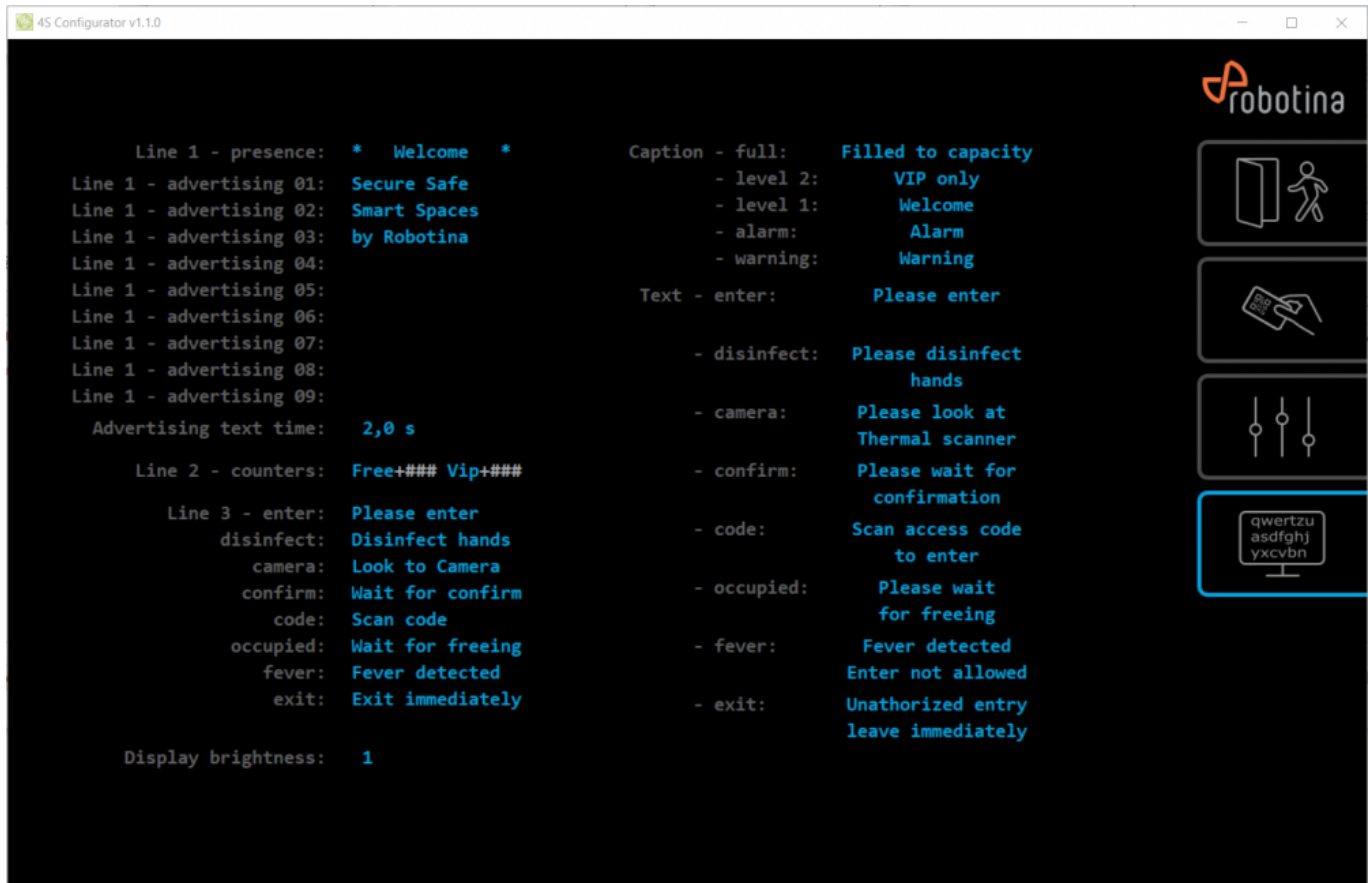 4S Configurator v1.1.0
robotina
Line 1 - presence: * Welcome *
Line 1 - advertising 01: Secure Safe
Line 1 - advertising 02: Smart Spaces
Line 1 - advertising 03: by Robotina
Line 1 - advertising 04:
Line 1 - advertising 05:
Line 1 - advertising 06:
Line 1 - advertising 07:
Line 1 - advertising 08:
Line 1 - advertising 09:
Advertising text time: 2,0 s
Line 2 - counters: Free+### Vip+###
Line 3 - enter: Please enter
disinfect: Disinfect hands
camera: Look to Camera
confirm: Wait for confirm
code: Scan code
occupied: Wait for freeing
fever: Fever detected
exit: Exit immediately
Display brightness: 1
Caption - full: Filled to capacity
- level 2: VIP only
- level 1: Welcome
- alarm: Alarm
- warning: Warning
Text - enter: Please enter
- disinfect: Please disinfect
hands
- camera: Please look at
Thermal scanner
- confirm: Please wait for
confirmation
- code: Scan access code
to enter
- occupied: Please wait
for freeing
- fever: Fever detected
Enter not allowed
- exit: Unathorized entry
leave immediately
qwertzu
asdfghj
yxcvbn